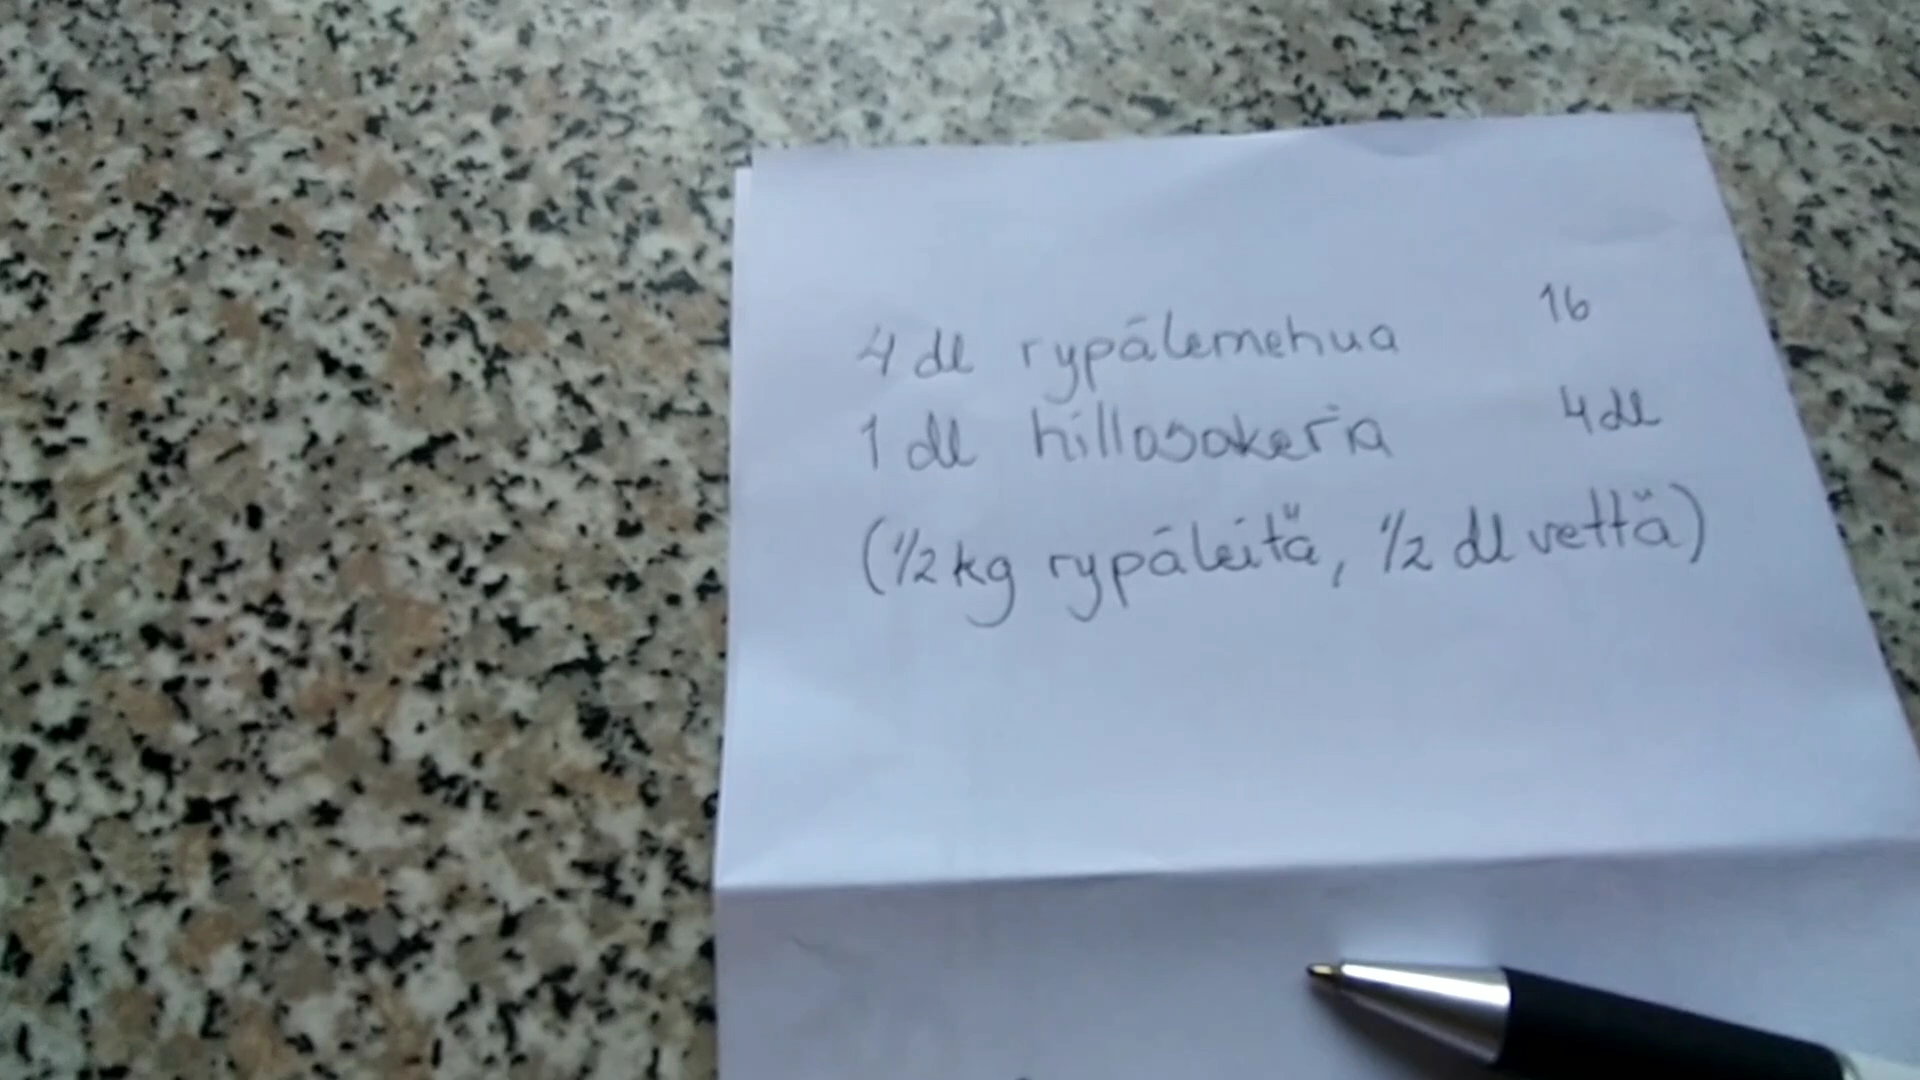 4 dl rypälemehua 16
1 dl hillosokeria 4 dl
(1/2 kg rypäleitä, 1/2 dl vettä)